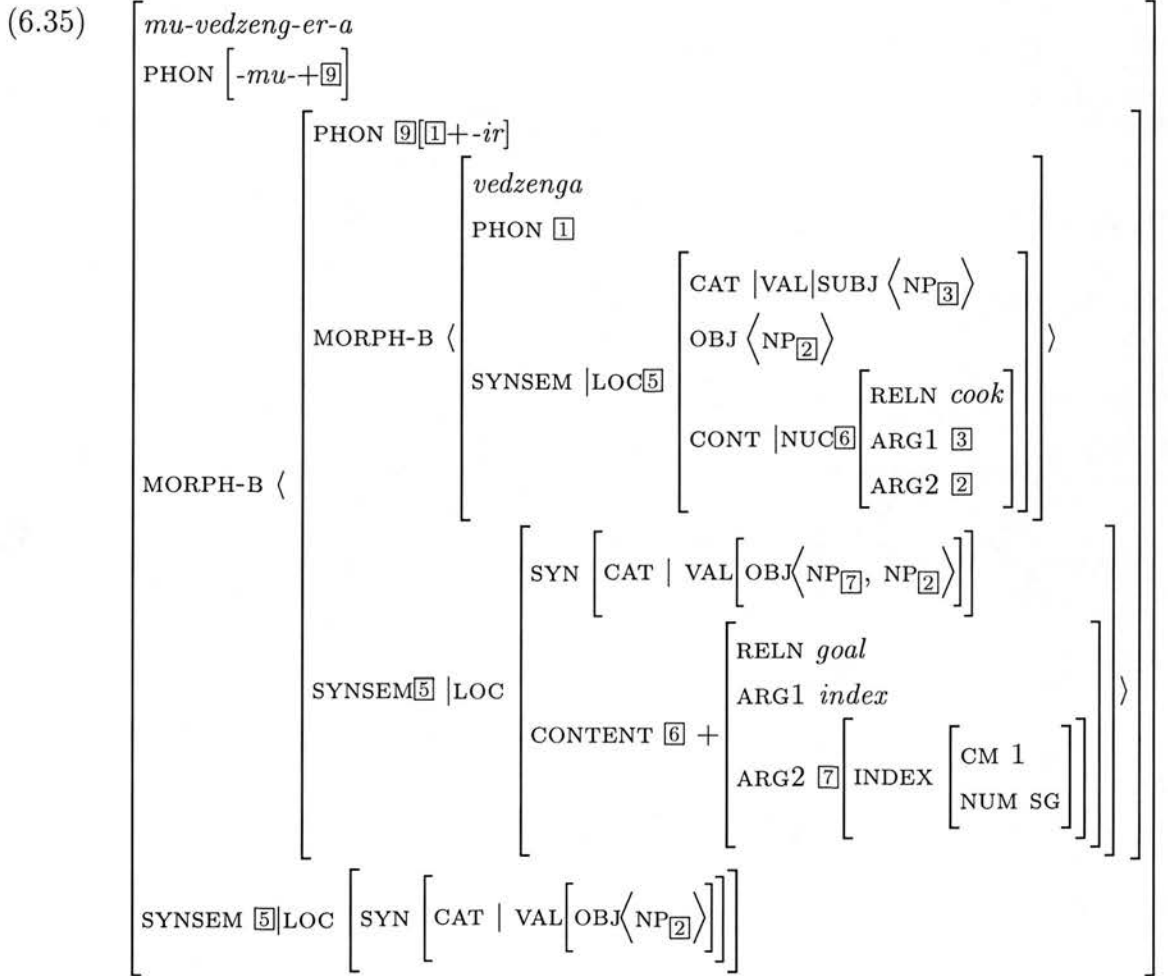 (6.35)
mu-vedzeng-er-a
PHON [-mu-+9]
PHON 9[1+-ir]
vedzenga
PHON 1
CAT |VAL|SUBJ ⟨NP3⟩
MORPH-B ⟨
OBJ ⟨NP2⟩
⟩
SYNSEM |LOC5
RELN cook
CONT |NUC6
ARG1 3
ARG2 2
MORPH-B ⟨
SYN [CAT | VAL[OBJ⟨NP7, NP2⟩]]
RELN goal
SYNSEM5 |LOC
ARG1 index
⟩
CONTENT 6 +
ARG2 7[INDEX [CM 1
NUM SG]]
SYNSEM 5|LOC [SYN [CAT | VAL[OBJ⟨NP2⟩]]]